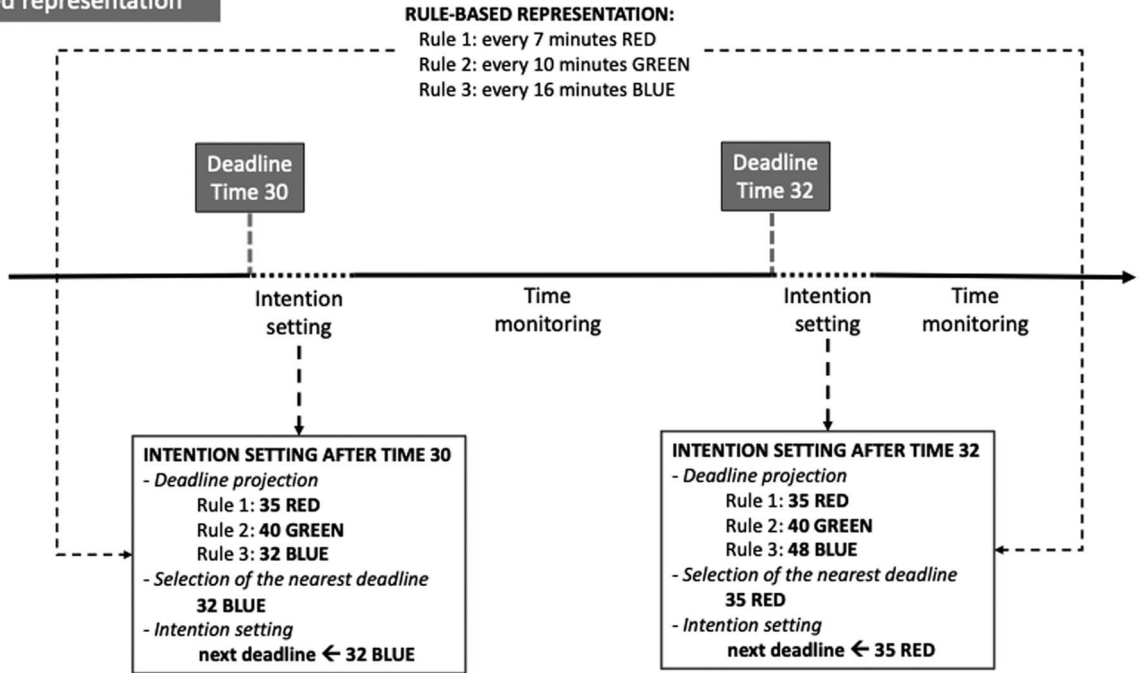 representation
RULE-BASED REPRESENTATION:
Rule 1: every 7 minutes RED
Rule 2: every 10 minutes GREEN
Rule 3: every 16 minutes BLUE
Deadline
Time 30
Deadline
Time 32
Intention
setting
Time
monitoring
Intention
setting
Time
monitoring
INTENTION SETTING AFTER TIME 30
- Deadline projection
Rule 1: 35 RED
Rule 2: 40 GREEN
Rule 3: 32 BLUE
- Selection of the nearest deadline
32 BLUE
- Intention setting
next deadline ← 32 BLUE
INTENTION SETTING AFTER TIME 32
- Deadline projection
Rule 1: 35 RED
Rule 2: 40 GREEN
Rule 3: 48 BLUE
- Selection of the nearest deadline
35 RED
- Intention setting
next deadline ← 35 RED